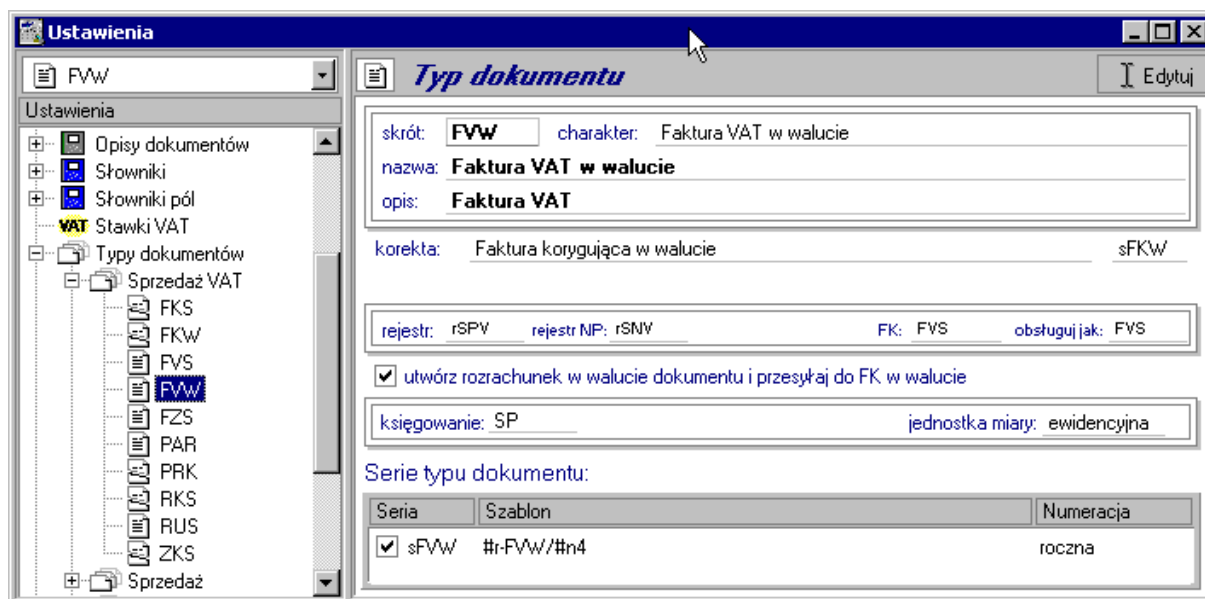 Ustawienia
FVW
Ustawienia
Opisy dokumentów
Słowniki
Słowniki pól
VAT Stawki VAT
Typy dokumentów
Sprzedaż VAT
FKS
FKW
FVS
FVW
FZS
PAR
PRK
RKS
RUS
ZKS
Sprzedaż
Typ dokumentu
Edytuj
skrót: FVW charakter: Faktura VAT w walucie
nazwa: Faktura VAT w walucie
opis: Faktura VAT
korekta: Faktura korygująca w walucie sFKW
rejestr: rSPV rejestr NP: rSNV FK: FVS obsługuj jak: FVS
utwórz rozrachunek w walucie dokumentu i przesyłaj do FK w walucie
księgowanie: SP jednostka miary: ewidencyjna
Serie typu dokumentu:
Seria Szablon Numeracja
sFVW #r-FVW/#n4 roczna